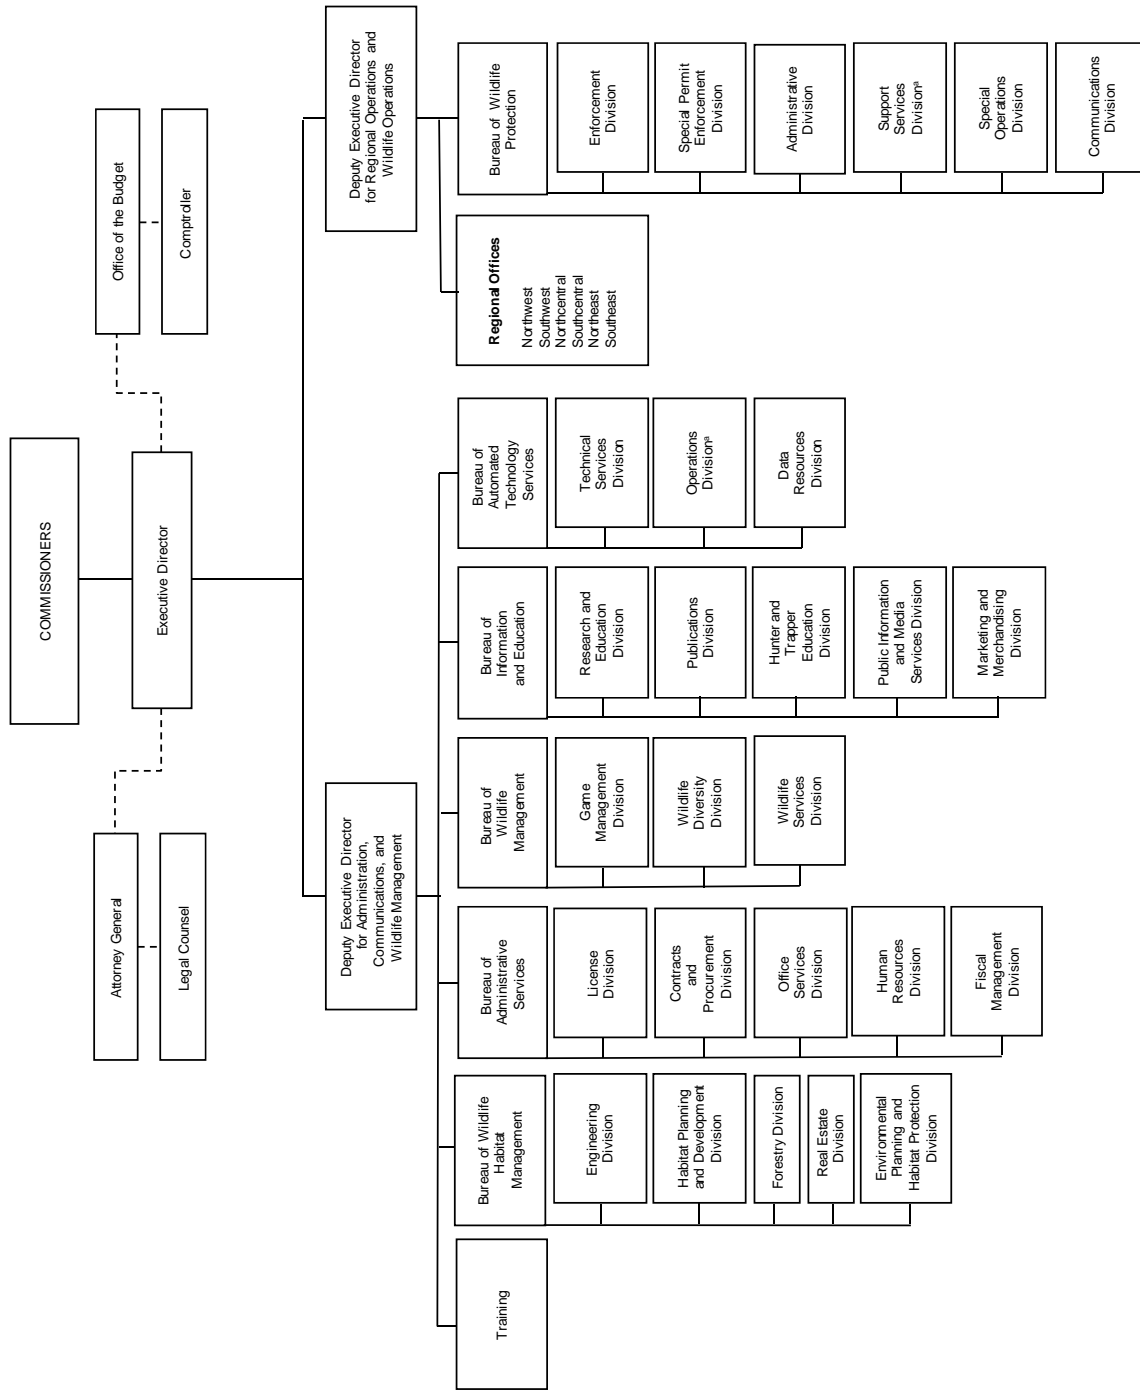 COMMISSIONERS
Attorney General
Legal Counsel
Executive Director
Office of the Budget
Comptroller
Deputy Executive Director
for Administration,
Communications, and
Wildlife Management
Deputy Executive Director
for Regional Operations and
Wildlife Operations
Training
Bureau of Wildlife
Habitat
Management
Engineering
Division
Habitat Planning
and Development
Division
Forestry Division
Real Estate
Division
Environmental
Planning and
Habitat Protection
Division
Bureau of
Administrative
Services
License
Division
Contracts
and
Procurement
Division
Office
Services
Division
Human
Resources
Division
Fiscal
Management
Division
Bureau of
Wildlife
Management
Game
Management
Division
Wildlife
Diversity
Division
Wildlife
Services
Division
Bureau of
Information
and Education
Research and
Education
Division
Publications
Division
Hunter and
Trapper
Education
Division
Public Information
and Media
Services Division
Marketing and
Merchandising
Division
Bureau of
Automated
Technology
Services
Technical
Services
Division
Operations
Divisionª
Data
Resources
Division
Regional Offices
Northwest
Southwest
Northcentral
Southcentral
Northeast
Southeast
Bureau of Wildlife
Protection
Enforcement
Division
Special Permit
Enforcement
Division
Administrative
Division
Support
Services
Divisionª
Special
Operations
Division
Communications
Division